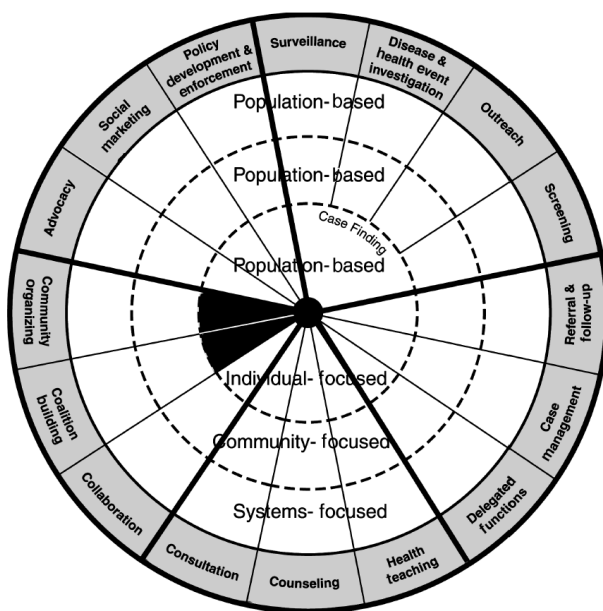 Surveillance
Disease &
health event
investigation
Outreach
Screening
Referral &
follow-up
Case
management
Delegated
functions
Health
teaching
Counseling
Consultation
Collaboration
Coalition
building
Community
organizing
Advocacy
Social
marketing
Policy
development &
enforcement
Population-based
Population-based
Case Finding
Population-based
Individual- focused
Community- focused
Systems- focused